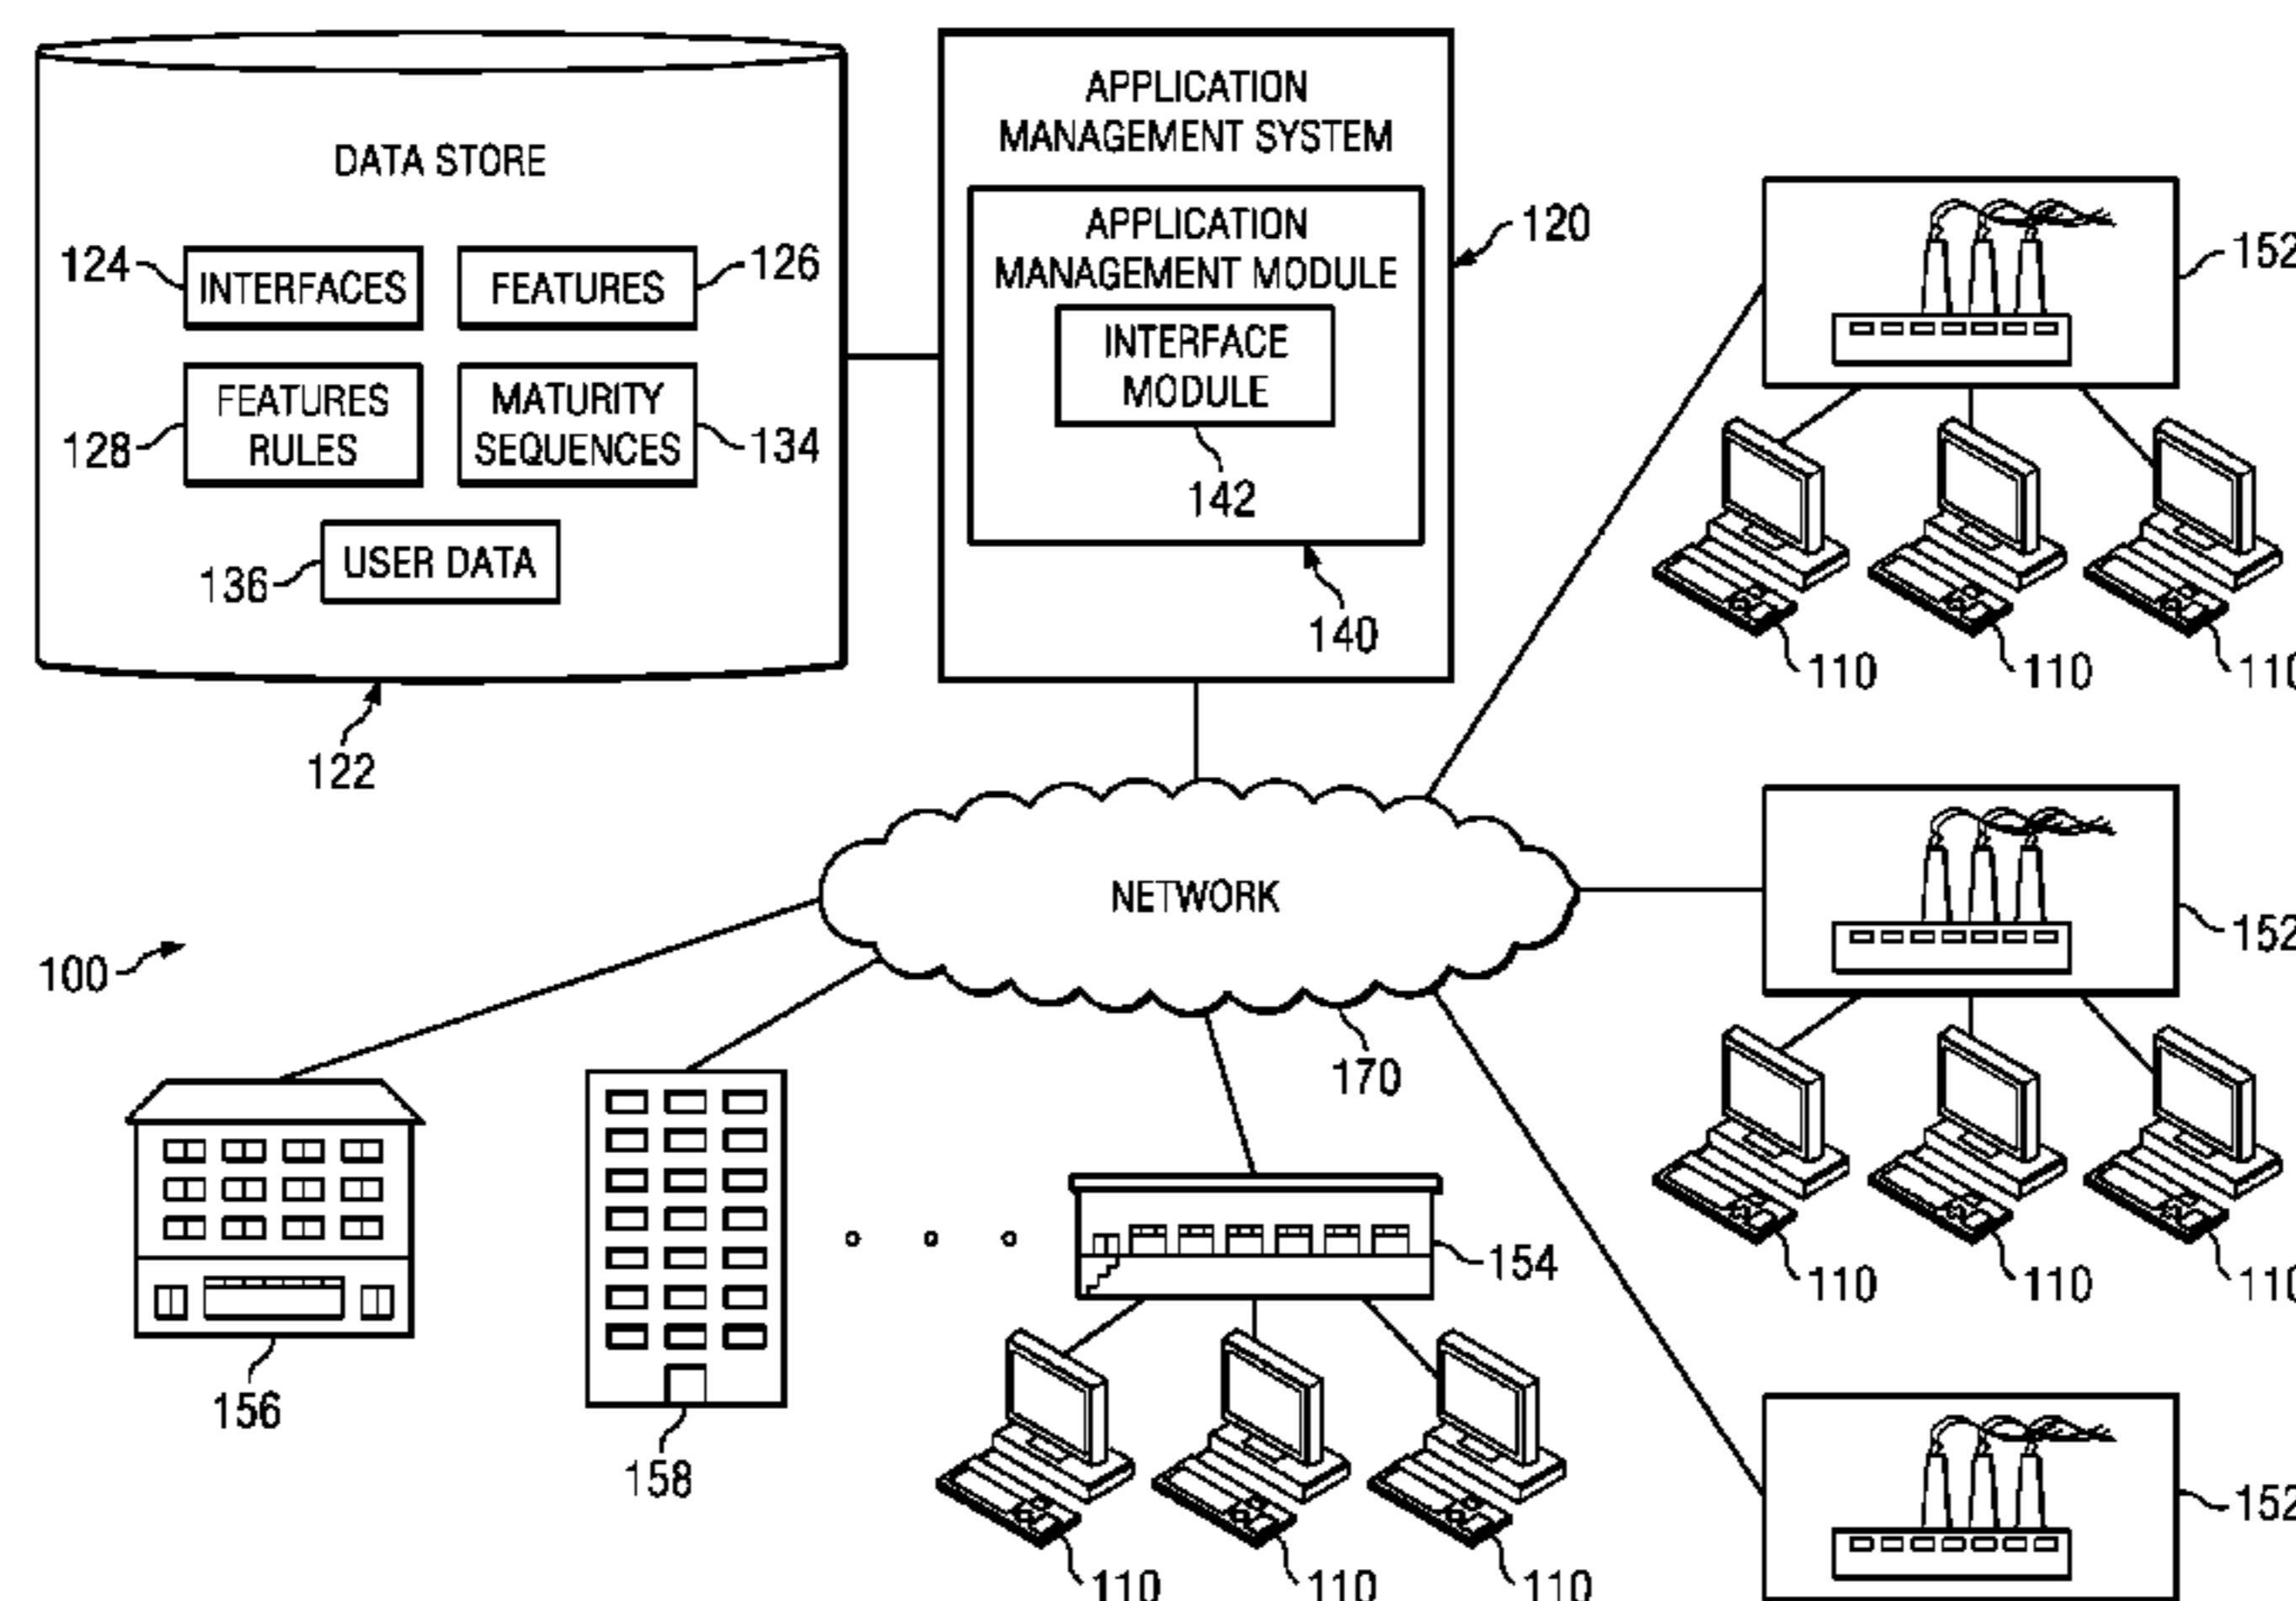 DATA STORE
124
INTERFACES
FEATURES
126
128
FEATURES
RULES
MATURITY
SEQUENCES
134
136
USER DATA
122
APPLICATION
MANAGEMENT SYSTEM
APPLICATION
MANAGEMENT MODULE
INTERFACE
MODULE
142
140
120
152
110
110
110
NETWORK
170
100
152
110
110
110
156
158
154
110
110
110
152